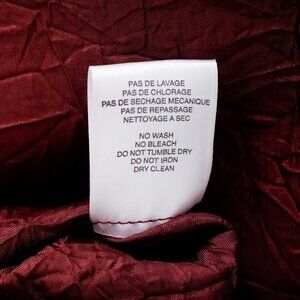 PAS DE LAVAGE
PAS DE CHLORAGE
PAS DE SECHAGE MECANIQUE
PAS DE REPASSAGE
NETTOYAGE A SEC
NO WASH
NO BLEACH
DO NOT TUMBLE DRY
DO NOT IRON
DRY CLEAN